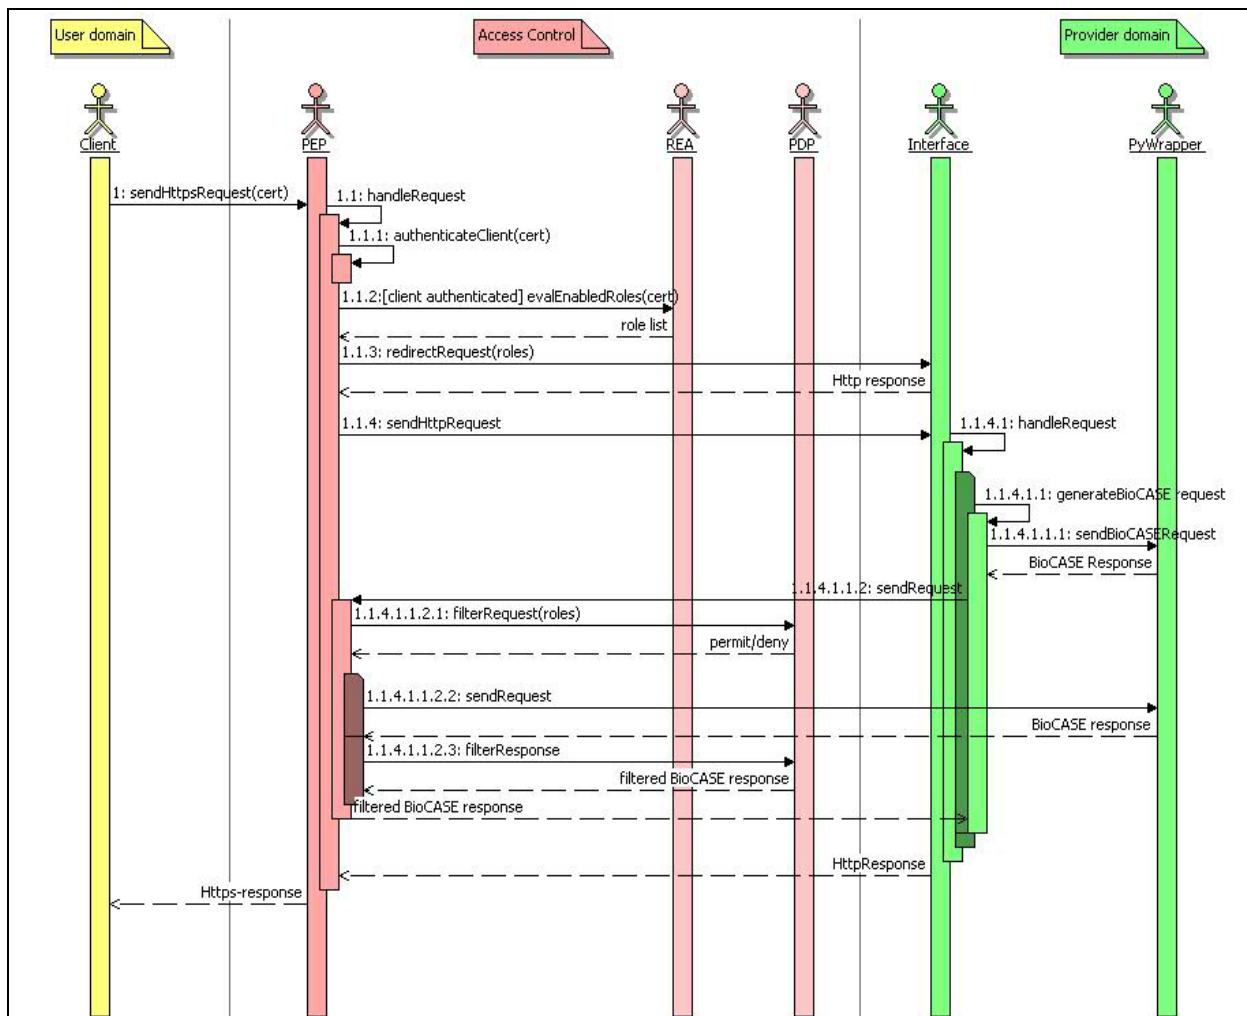 User domain
Access Control
Provider domain
Client
PEP
REA
PDP
Interface
PyWrapper
1: sendHttpsRequest(cert)
1.1: handleRequest
1.1.1: authenticateClient(cert)
1.1.2:[client authenticated] evalEnabledRoles(cert)
role list
1.1.3: redirectRequest(roles)
Http response
1.1.4: sendHttpRequest
1.1.4.1: handleRequest
1.1.4.1.1: generateBioCASE request
1.1.4.1.1.1: sendBioCASERequest
BioCASE Response
1.1.4.1.1.2: sendRequest
1.1.4.1.1.2.1: filterRequest(roles)
permit/deny
1.1.4.1.1.2.2: sendRequest
BioCASE response
1.1.4.1.1.2.3: filterResponse
filtered BioCASE response
filtered BioCASE response
HttpResponse
Https-response